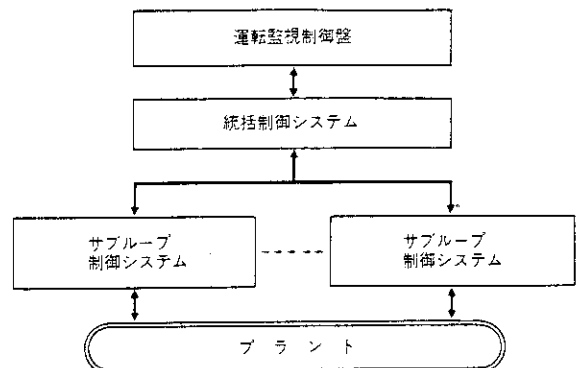 運転監視制御盤
統括制御システム
サブループ
制御システム
サブループ
制御システム
プラント